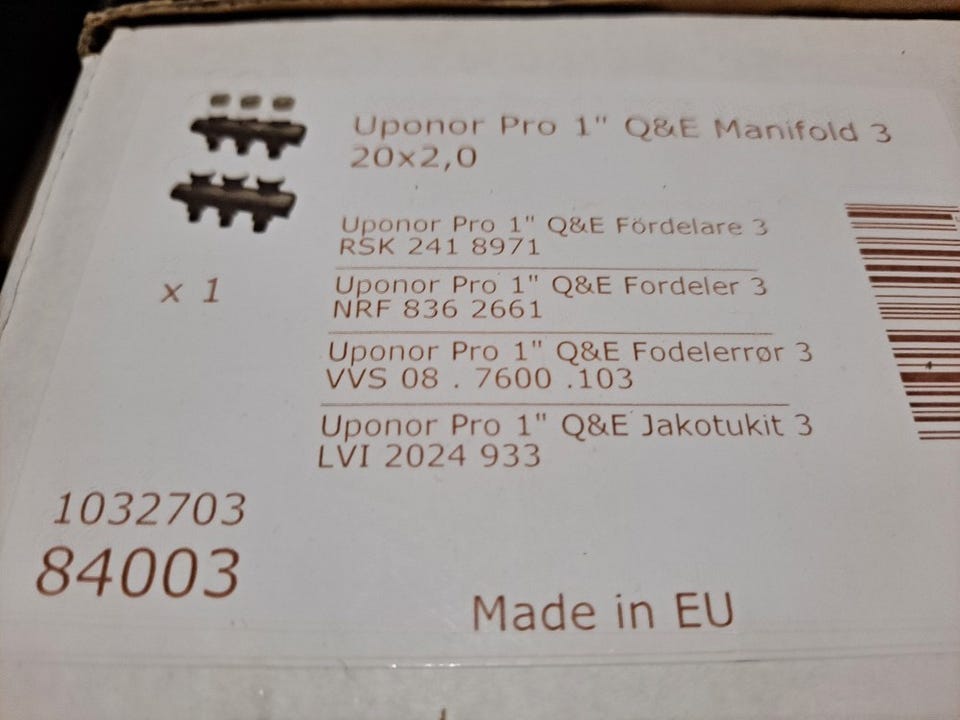 Uponor Pro 1" Q&E Manifold 3
20x2,0
Uponor Pro 1" Q&E Fördelare 3
RSK 241 8971
Uponor Pro 1" Q&E Fordeler 3
NRF 836 2661
Uponor Pro 1" Q&E Fodelerrør 3
VVS 08 . 7600 .103
Uponor Pro 1" Q&E Jakotukit 3
LVI 2024 933
x 1
1032703
84003
Made in EU